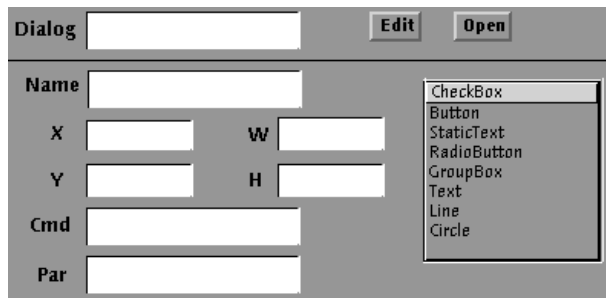 Dialog Edit Open
Name
X W
Y H
Cmd
Par
CheckBox
Button
StaticText
RadioButton
GroupBox
Text
Line
Circle